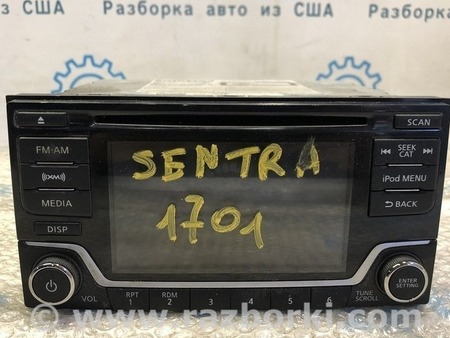 Разборка авто из США Разборка авто из США
SCAN
FM·AM SEEK CAT
((XM)) iPod MENU
MEDIA BACK
DISP
SENTRA
1701
VOL RPT 1 RDM 2 3 4 5 6 TUNE SCROLL ENTER SETTING
www.razborki.com